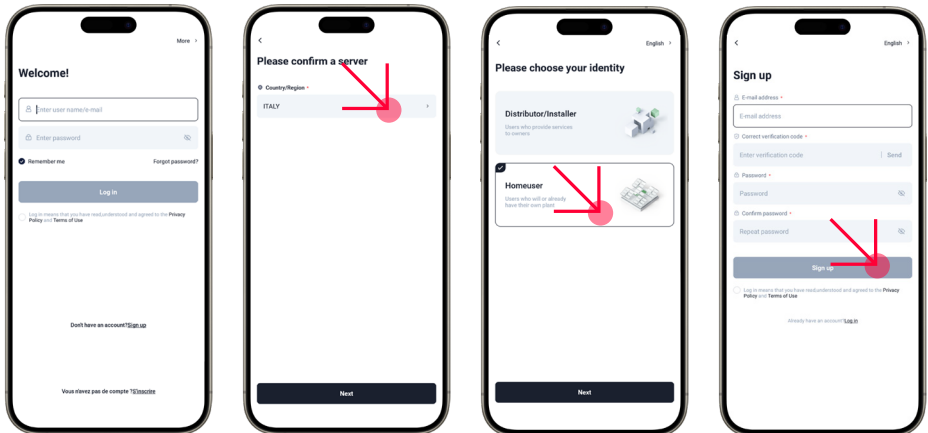 More >
Welcome!
Enter user name/e-mail
Enter password
Remember me
Forgot password?
Log in
Log in means that you have read,understood and agreed to the Privacy
Policy and Terms of Use
Don't have an account?Sign up
Vous n'avez pas de compte ?S'inscrire
<
Please confirm a server
Country/Region *
ITALY >
Next
< English >
Please choose your identity
Distributor/Installer
Users who provide services
to owners
Homeuser
Users who will or already
have their own plant
Next
< English >
Sign up
E-mail address *
E-mail address
Correct verification code *
Enter verification code | Send
Password *
Password
Confirm password *
Repeat password
Sign up
Log in means that you have read,understood and agreed to the Privacy
Policy and Terms of Use
Already have an account?Log in